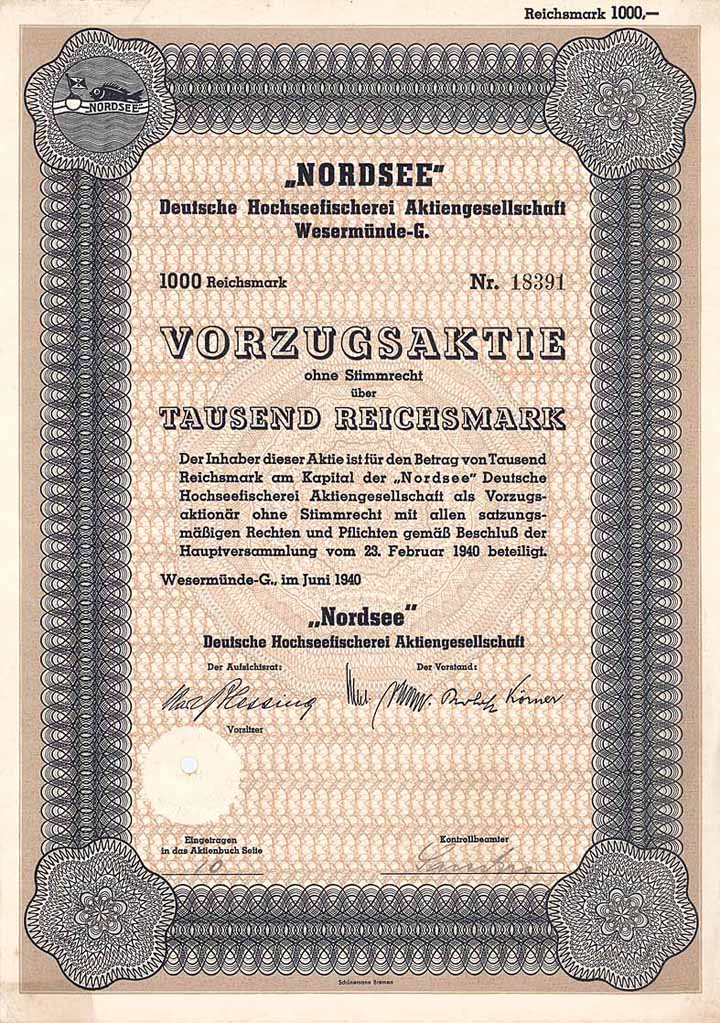 Reichsmark 1000,—
NORDSEE
„NORDSEE“
Deutsche Hochseefischerei Aktiengesellschaft
Wesermünde-G.
1000 Reichsmark Nr. 18391
VORZUGSAKTIE
ohne Stimmrecht
über
TAUSEND REICHSMARK
Der Inhaber dieser Aktie ist für den Betrag von Tausend
Reichsmark am Kapital der „Nordsee“ Deutsche
Hochseefischerei Aktiengesellschaft als Vorzugs-
aktionär ohne Stimmrecht mit allen satzungs-
mäßigen Rechten und Pflichten gemäß Beschluß der
Hauptversammlung vom 23. Februar 1940 beteiligt.
Wesermünde-G., im Juni 1940
„Nordsee“
Deutsche Hochseefischerei Aktiengesellschaft
Der Aufsichtsrat: Der Vorstand:
Plessing Körner
Vorsitzer
Eingetragen
in das Aktienbuch Seite
Kontrollbeamter
Schünemann Bremen